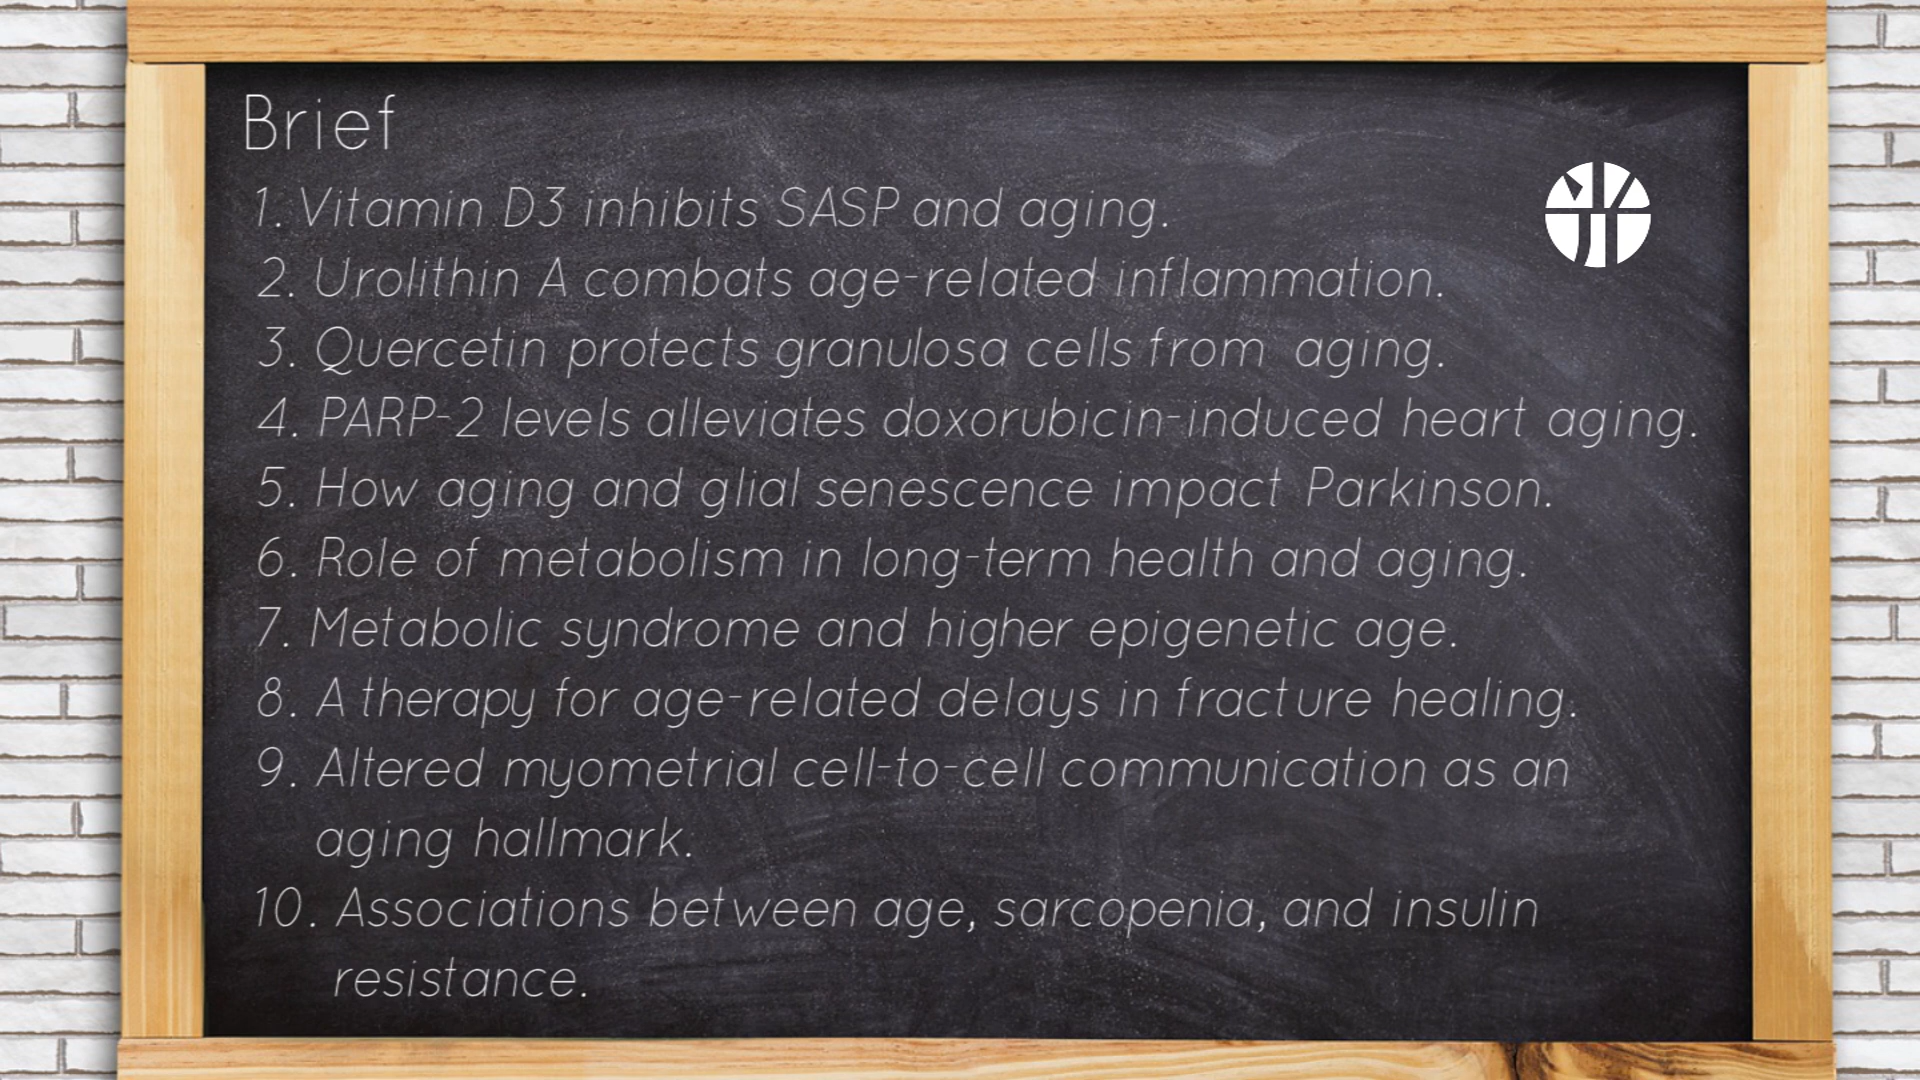 Brief
1. Vitamin D3 inhibits SASP and aging.
2. Urolithin A combats age-related inflammation.
3. Quercetin protects granulosa cells from aging.
4. PARP-2 levels alleviates doxorubicin-induced heart aging.
5. How aging and glial senescence impact Parkinson.
6. Role of metabolism in long-term health and aging.
7. Metabolic syndrome and higher epigenetic age.
8. A therapy for age-related delays in fracture healing.
9. Altered myometrial cell-to-cell communication as an
aging hallmark.
10. Associations between age, sarcopenia, and insulin
resistance.